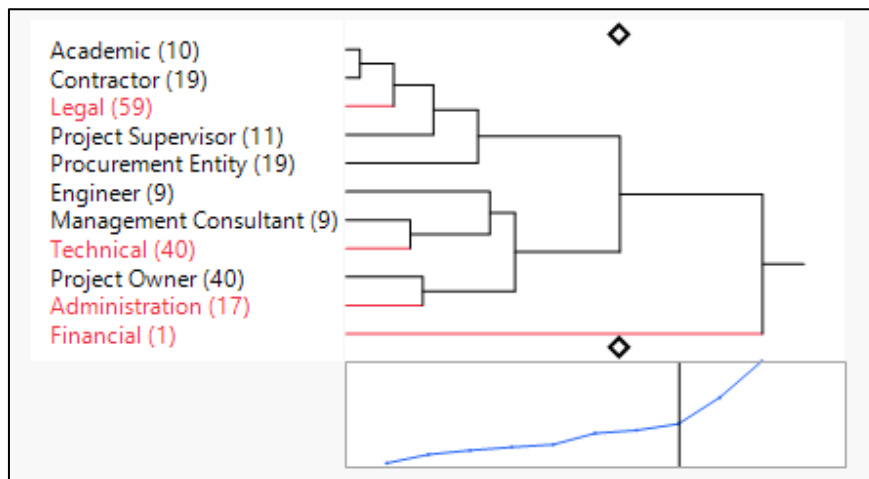 Academic (10)
Contractor (19)
Legal (59)
Project Supervisor (11)
Procurement Entity (19)
Engineer (9)
Management Consultant (9)
Technical (40)
Project Owner (40)
Administration (17)
Financial (1)